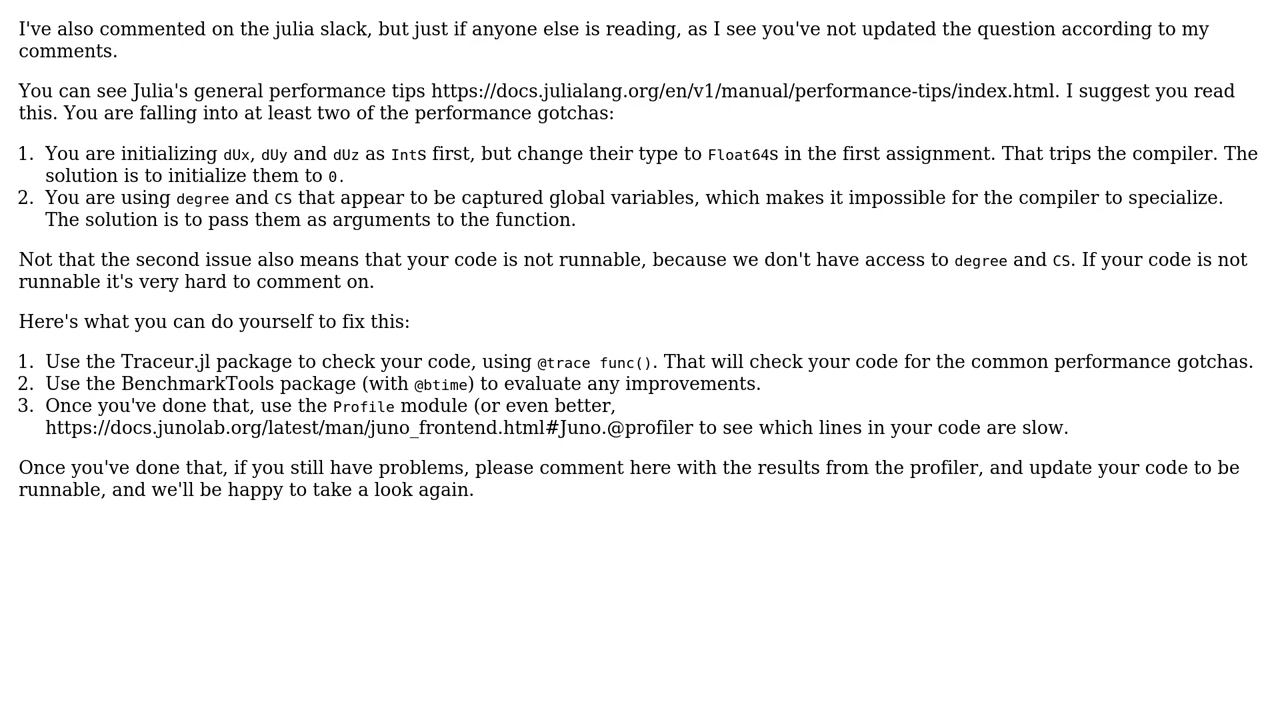 I've also commented on the julia slack, but just if anyone else is reading, as I see you've not updated the question according to my
comments.
You can see Julia's general performance tips https://docs.julialang.org/en/v1/manual/performance-tips/index.html. I suggest you read
this. You are falling into at least two of the performance gotchas:
1. You are initializing dUx, dUy and dUz as Ints first, but change their type to Float64s in the first assignment. That trips the compiler. The
solution is to initialize them to 0.
2. You are using degree and CS that appear to be captured global variables, which makes it impossible for the compiler to specialize.
The solution is to pass them as arguments to the function.
Not that the second issue also means that your code is not runnable, because we don't have access to degree and CS. If your code is not
runnable it's very hard to comment on.
Here's what you can do yourself to fix this:
1. Use the Traceur.jl package to check your code, using @trace func(). That will check your code for the common performance gotchas.
2. Use the BenchmarkTools package (with @btime) to evaluate any improvements.
3. Once you've done that, use the Profile module (or even better,
https://docs.junolab.org/latest/man/juno_frontend.html#Juno.@profiler to see which lines in your code are slow.
Once you've done that, if you still have problems, please comment here with the results from the profiler, and update your code to be
runnable, and we'll be happy to take a look again.